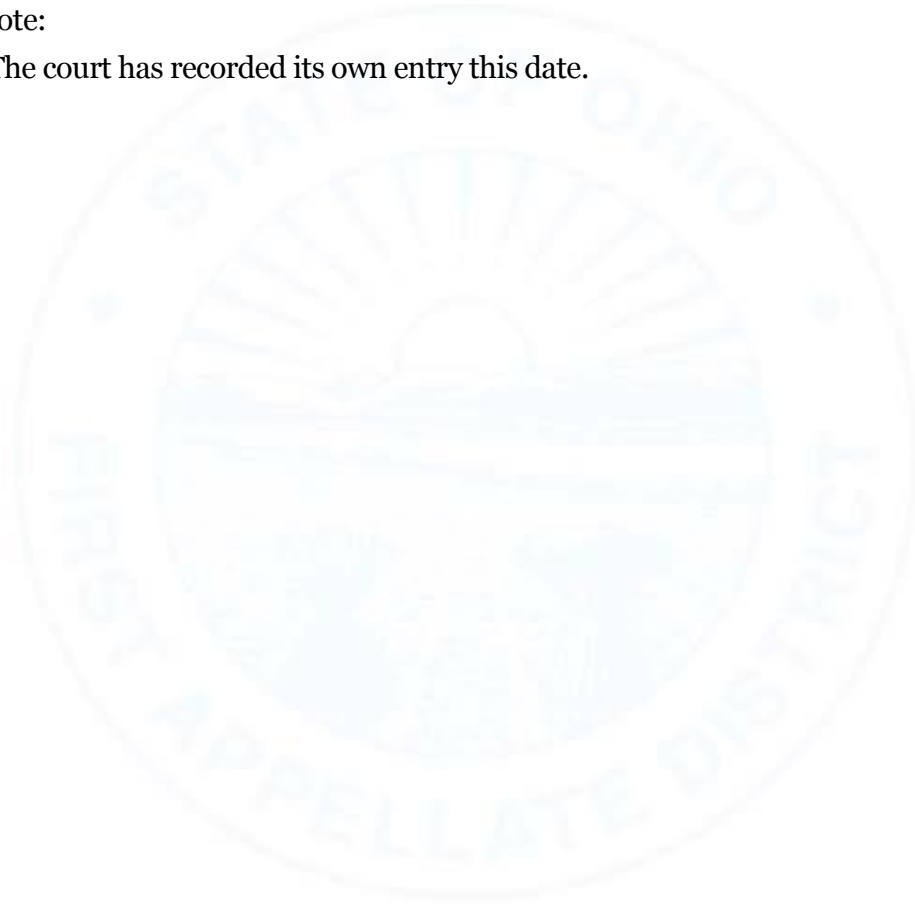 ote:
The court has recorded its own entry this date.
STATE OF OHIO
FIRST APPELLATE DISTRICT